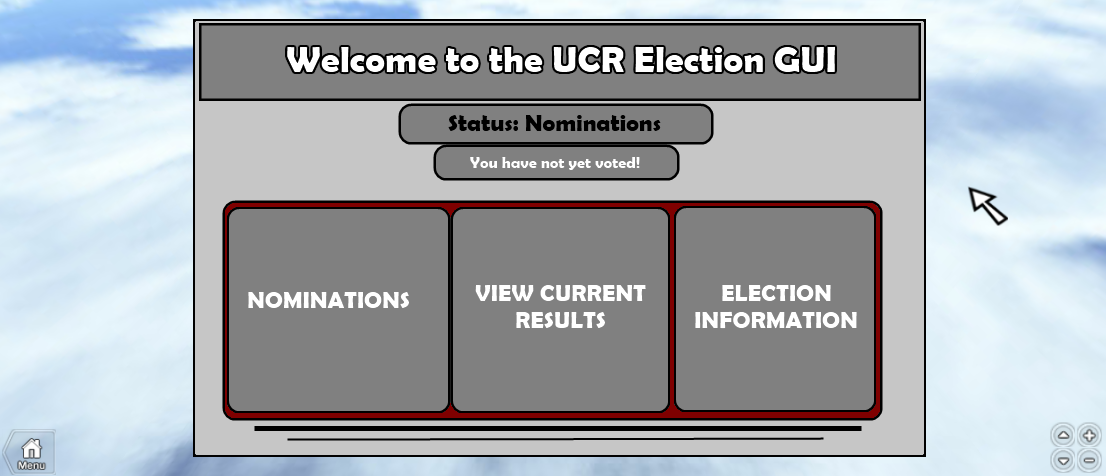 Welcome to the UCR Election GUI
Status: Nominations
You have not yet voted!
NOMINATIONS
VIEW CURRENT
RESULTS
ELECTION
INFORMATION
Menu